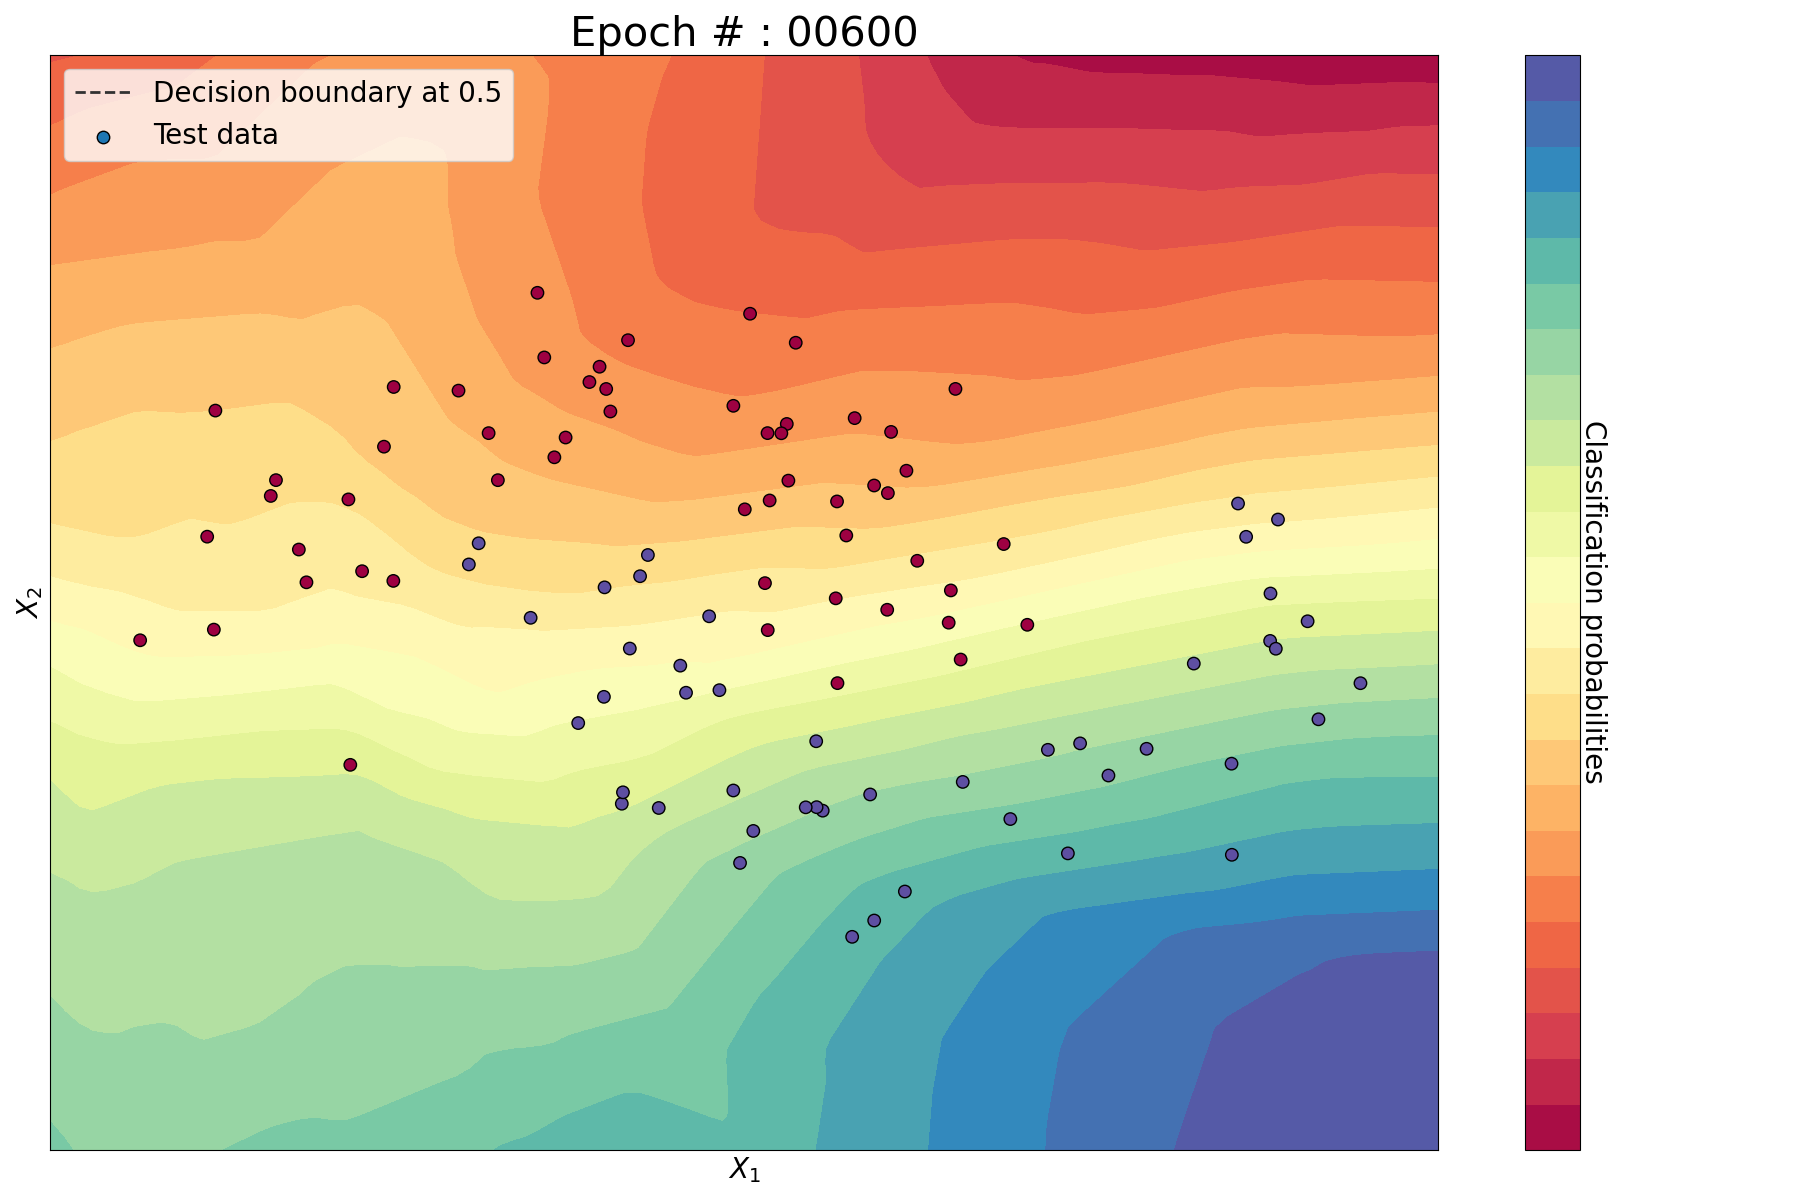 Epoch # : 00600
Decision boundary at 0.5
Test data
X₂
X₁
Classification probabilities